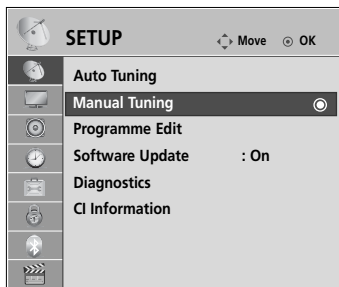 SETUP Move OK
Auto Tuning
Manual Tuning
Programme Edit
Software Update : On
Diagnostics
CI Information